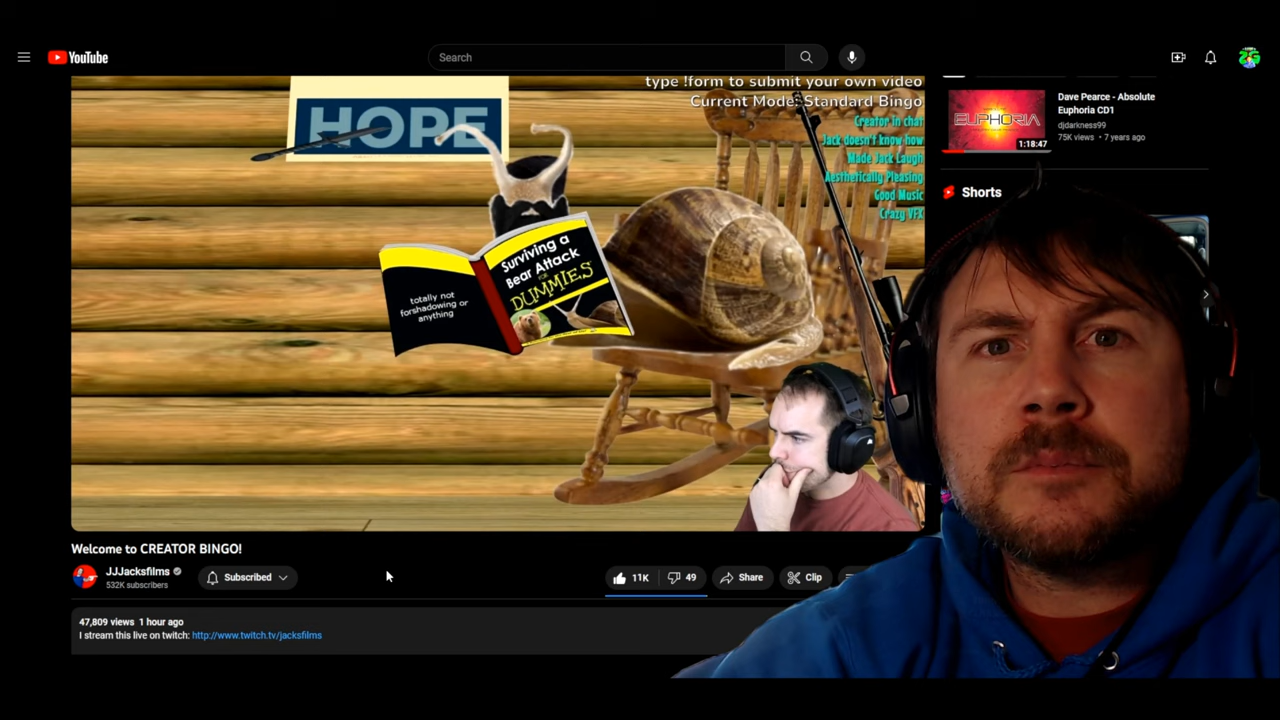 YouTube
Search
HOPE
type !form to submit your own video
Current Mode: Standard Bingo
Creator in chat
Jack doesn't know how
Made Jack Laugh
Aesthetically Pleasing
Good Music
Crazy VFX
totally not
forshadowing or
anything
Surviving a
Bear Attack
FOR
DUMMIES
EUPHORIA
1:18:47
Dave Pearce - Absolute
Euphoria CD1
djdarkness99
75K views • 7 years ago
Shorts
Welcome to CREATOR BINGO!
JJJacksfilms
532K subscribers
Subscribed
11K
49
Share
Clip
47,809 views 1 hour ago
I stream this live on twitch: http://www.twitch.tv/jacksfilms